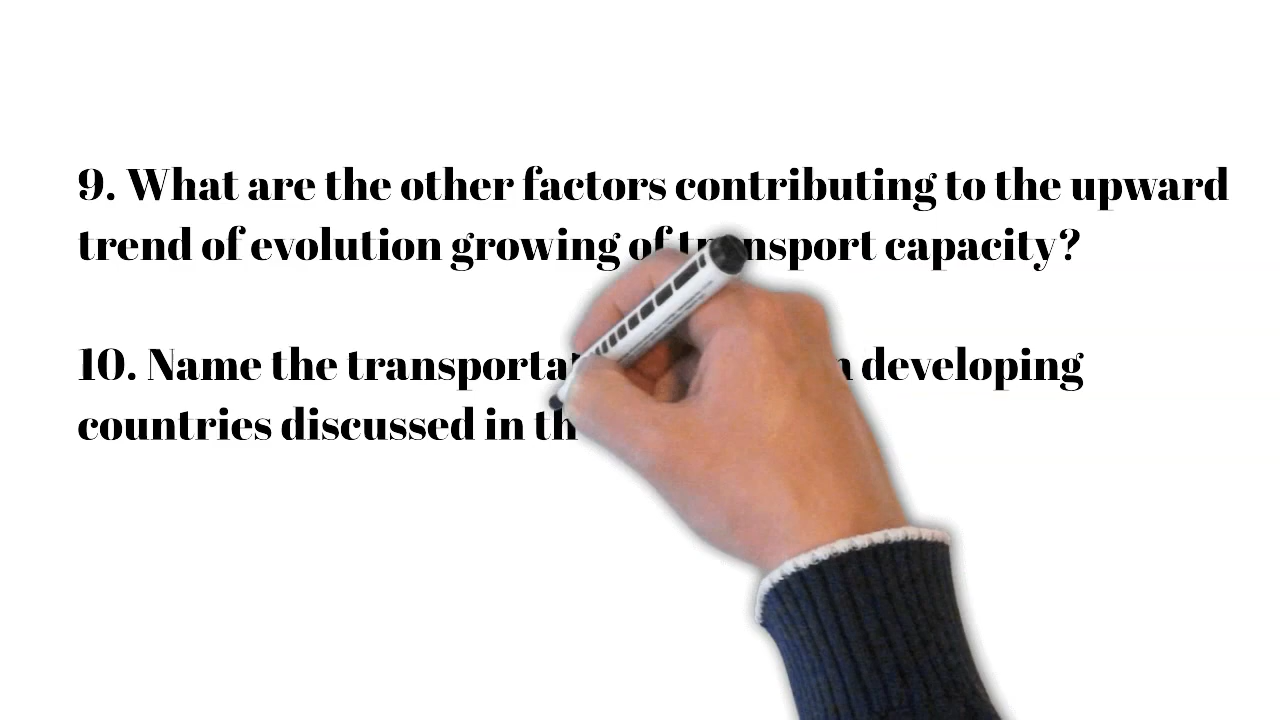 9. What are the other factors contributing to the upward
trend of evolution growing of transport capacity?
10. Name the developing
countries discussed in